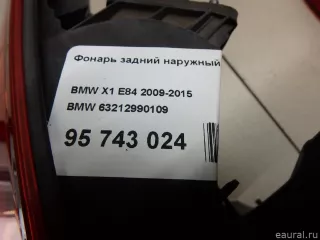 Фонарь задний наружный
BMW X1 E84 2009-2015
BMW 63212990109
95 743 024
eaural.ru